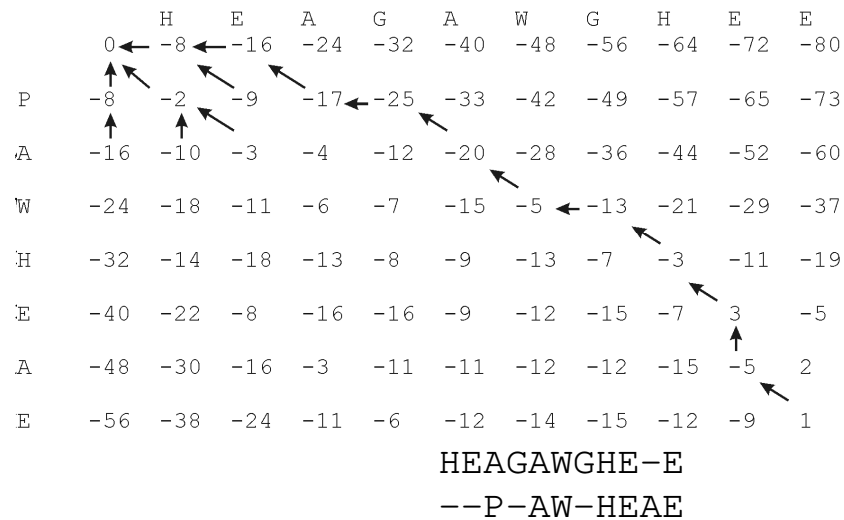 H E A G A W G H E E
0 -8 -16 -24 -32 -40 -48 -56 -64 -72 -80
P -8 -2 -9 -17 -25 -33 -42 -49 -57 -65 -73
A -16 -10 -3 -4 -12 -20 -28 -36 -44 -52 -60
W -24 -18 -11 -6 -7 -15 -5 -13 -21 -29 -37
H -32 -14 -18 -13 -8 -9 -13 -7 -3 -11 -19
E -40 -22 -8 -16 -16 -9 -12 -15 -7 3 -5
A -48 -30 -16 -3 -11 -11 -12 -12 -15 -5 2
E -56 -38 -24 -11 -6 -12 -14 -15 -12 -9 1
HEAGAWGHE-E
--P-AW-HEAE